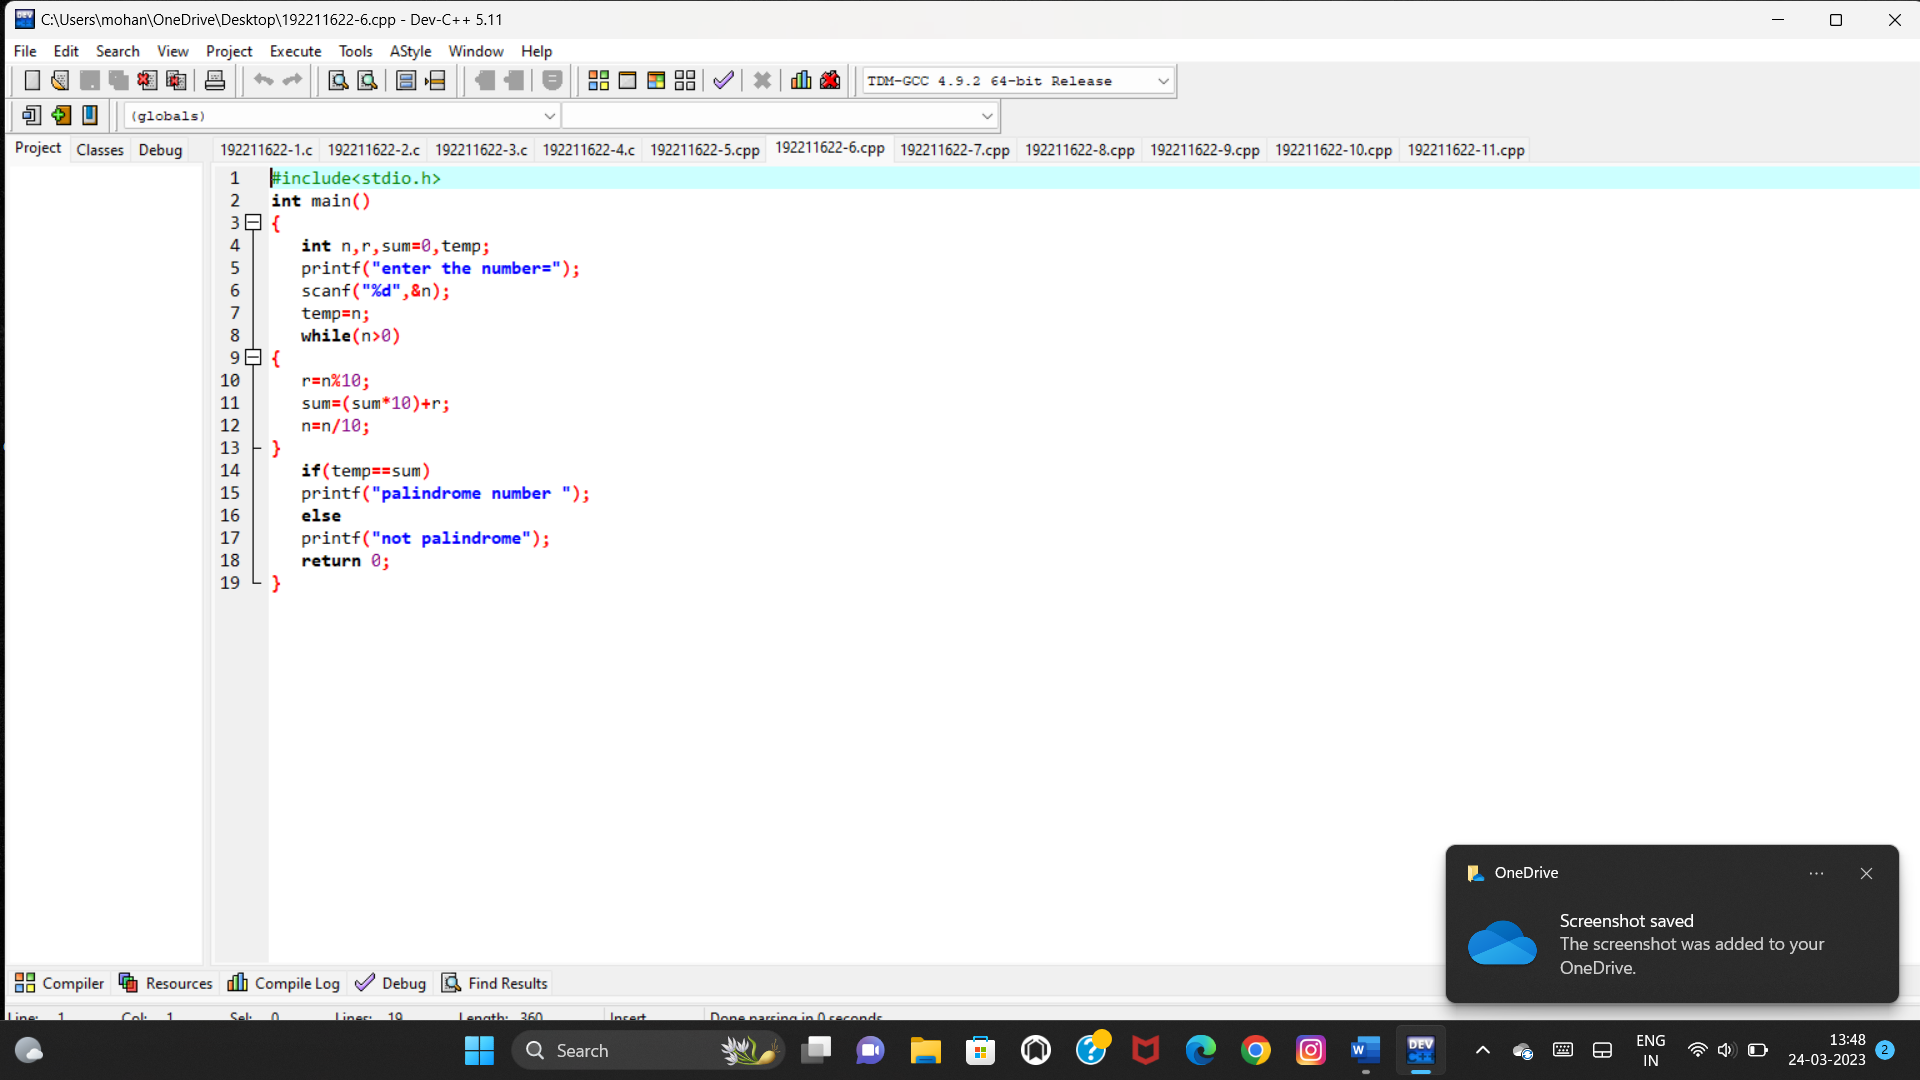 C:\Users\mohan\OneDrive\Desktop\192211622-6.cpp - Dev-C++ 5.11
File Edit Search View Project Execute Tools AStyle Window Help
TDM-GCC 4.9.2 64-bit Release
(globals)
Project Classes Debug 192211622-1.c 192211622-2.c 192211622-3.c 192211622-4.c 192211622-5.cpp 192211622-6.cpp 192211622-7.cpp 192211622-8.cpp 192211622-9.cpp 192211622-10.cpp 192211622-11.cpp
1 #include<stdio.h>
2 int main()
3 {
4 int n,r,sum=0,temp;
5 printf("enter the number=");
6 scanf("%d",&n);
7 temp=n;
8 while(n>0)
9 {
10 r=n%10;
11 sum=(sum*10)+r;
12 n=n/10;
13 }
14 if(temp==sum)
15 printf("palindrome number ");
16 else
17 printf("not palindrome");
18 return 0;
19 }
OneDrive
Screenshot saved
The screenshot was added to your
OneDrive.
Compiler Resources Compile Log Debug Find Results
Line: 1 Col: 1 Sel: 0 Lines: 19 Length: 360 Insert Done parsing in 0 seconds
Search
W
DEV
ENG
IN
13:48
24-03-2023
2